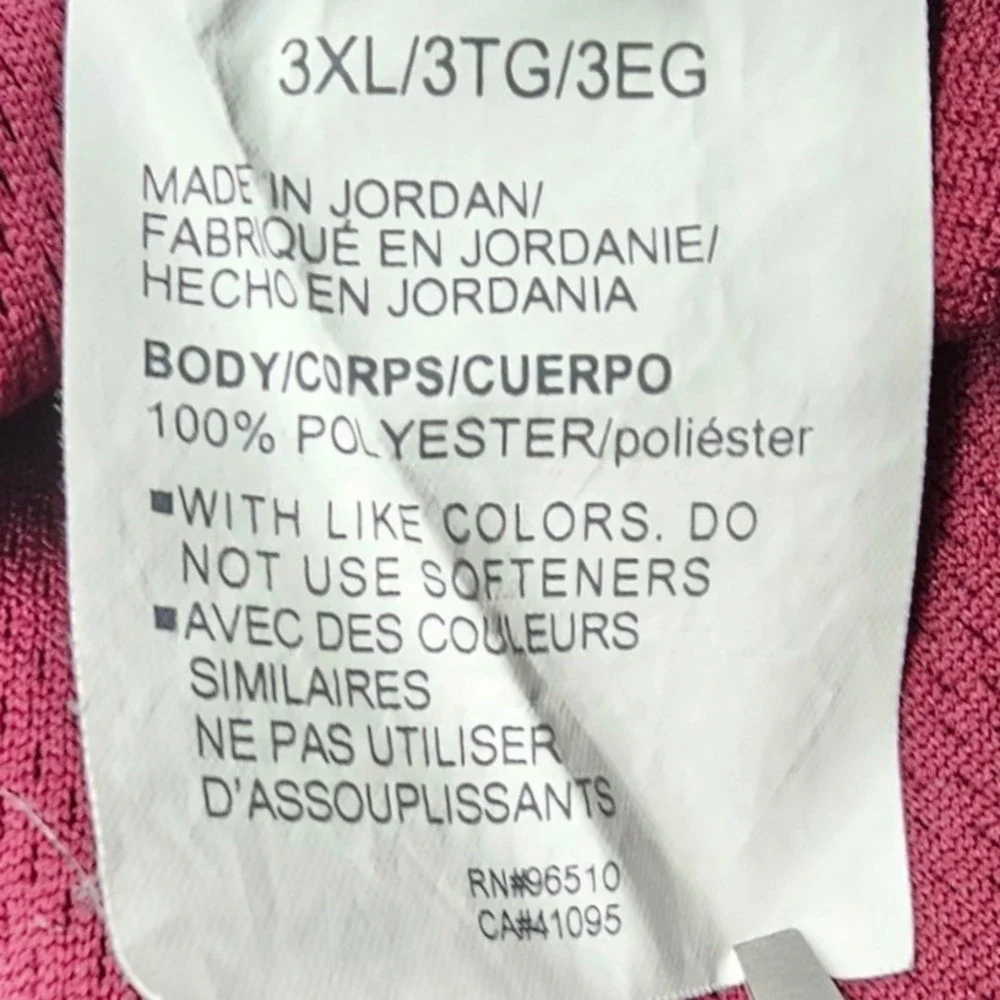 3XL/3TG/3EG
MADE IN JORDAN/
FABRIQUÉ EN JORDANIE/
HECHO EN JORDANIA
BODY/CORPS/CUERPO
100% POLYESTER/poliéster
▪WITH LIKE COLORS. DO
NOT USE SOFTENERS
▪AVEC DES COULEURS
SIMILAIRES
NE PAS UTILISER
D'ASSOUPLISSANTS
RN#96510
CA#41095